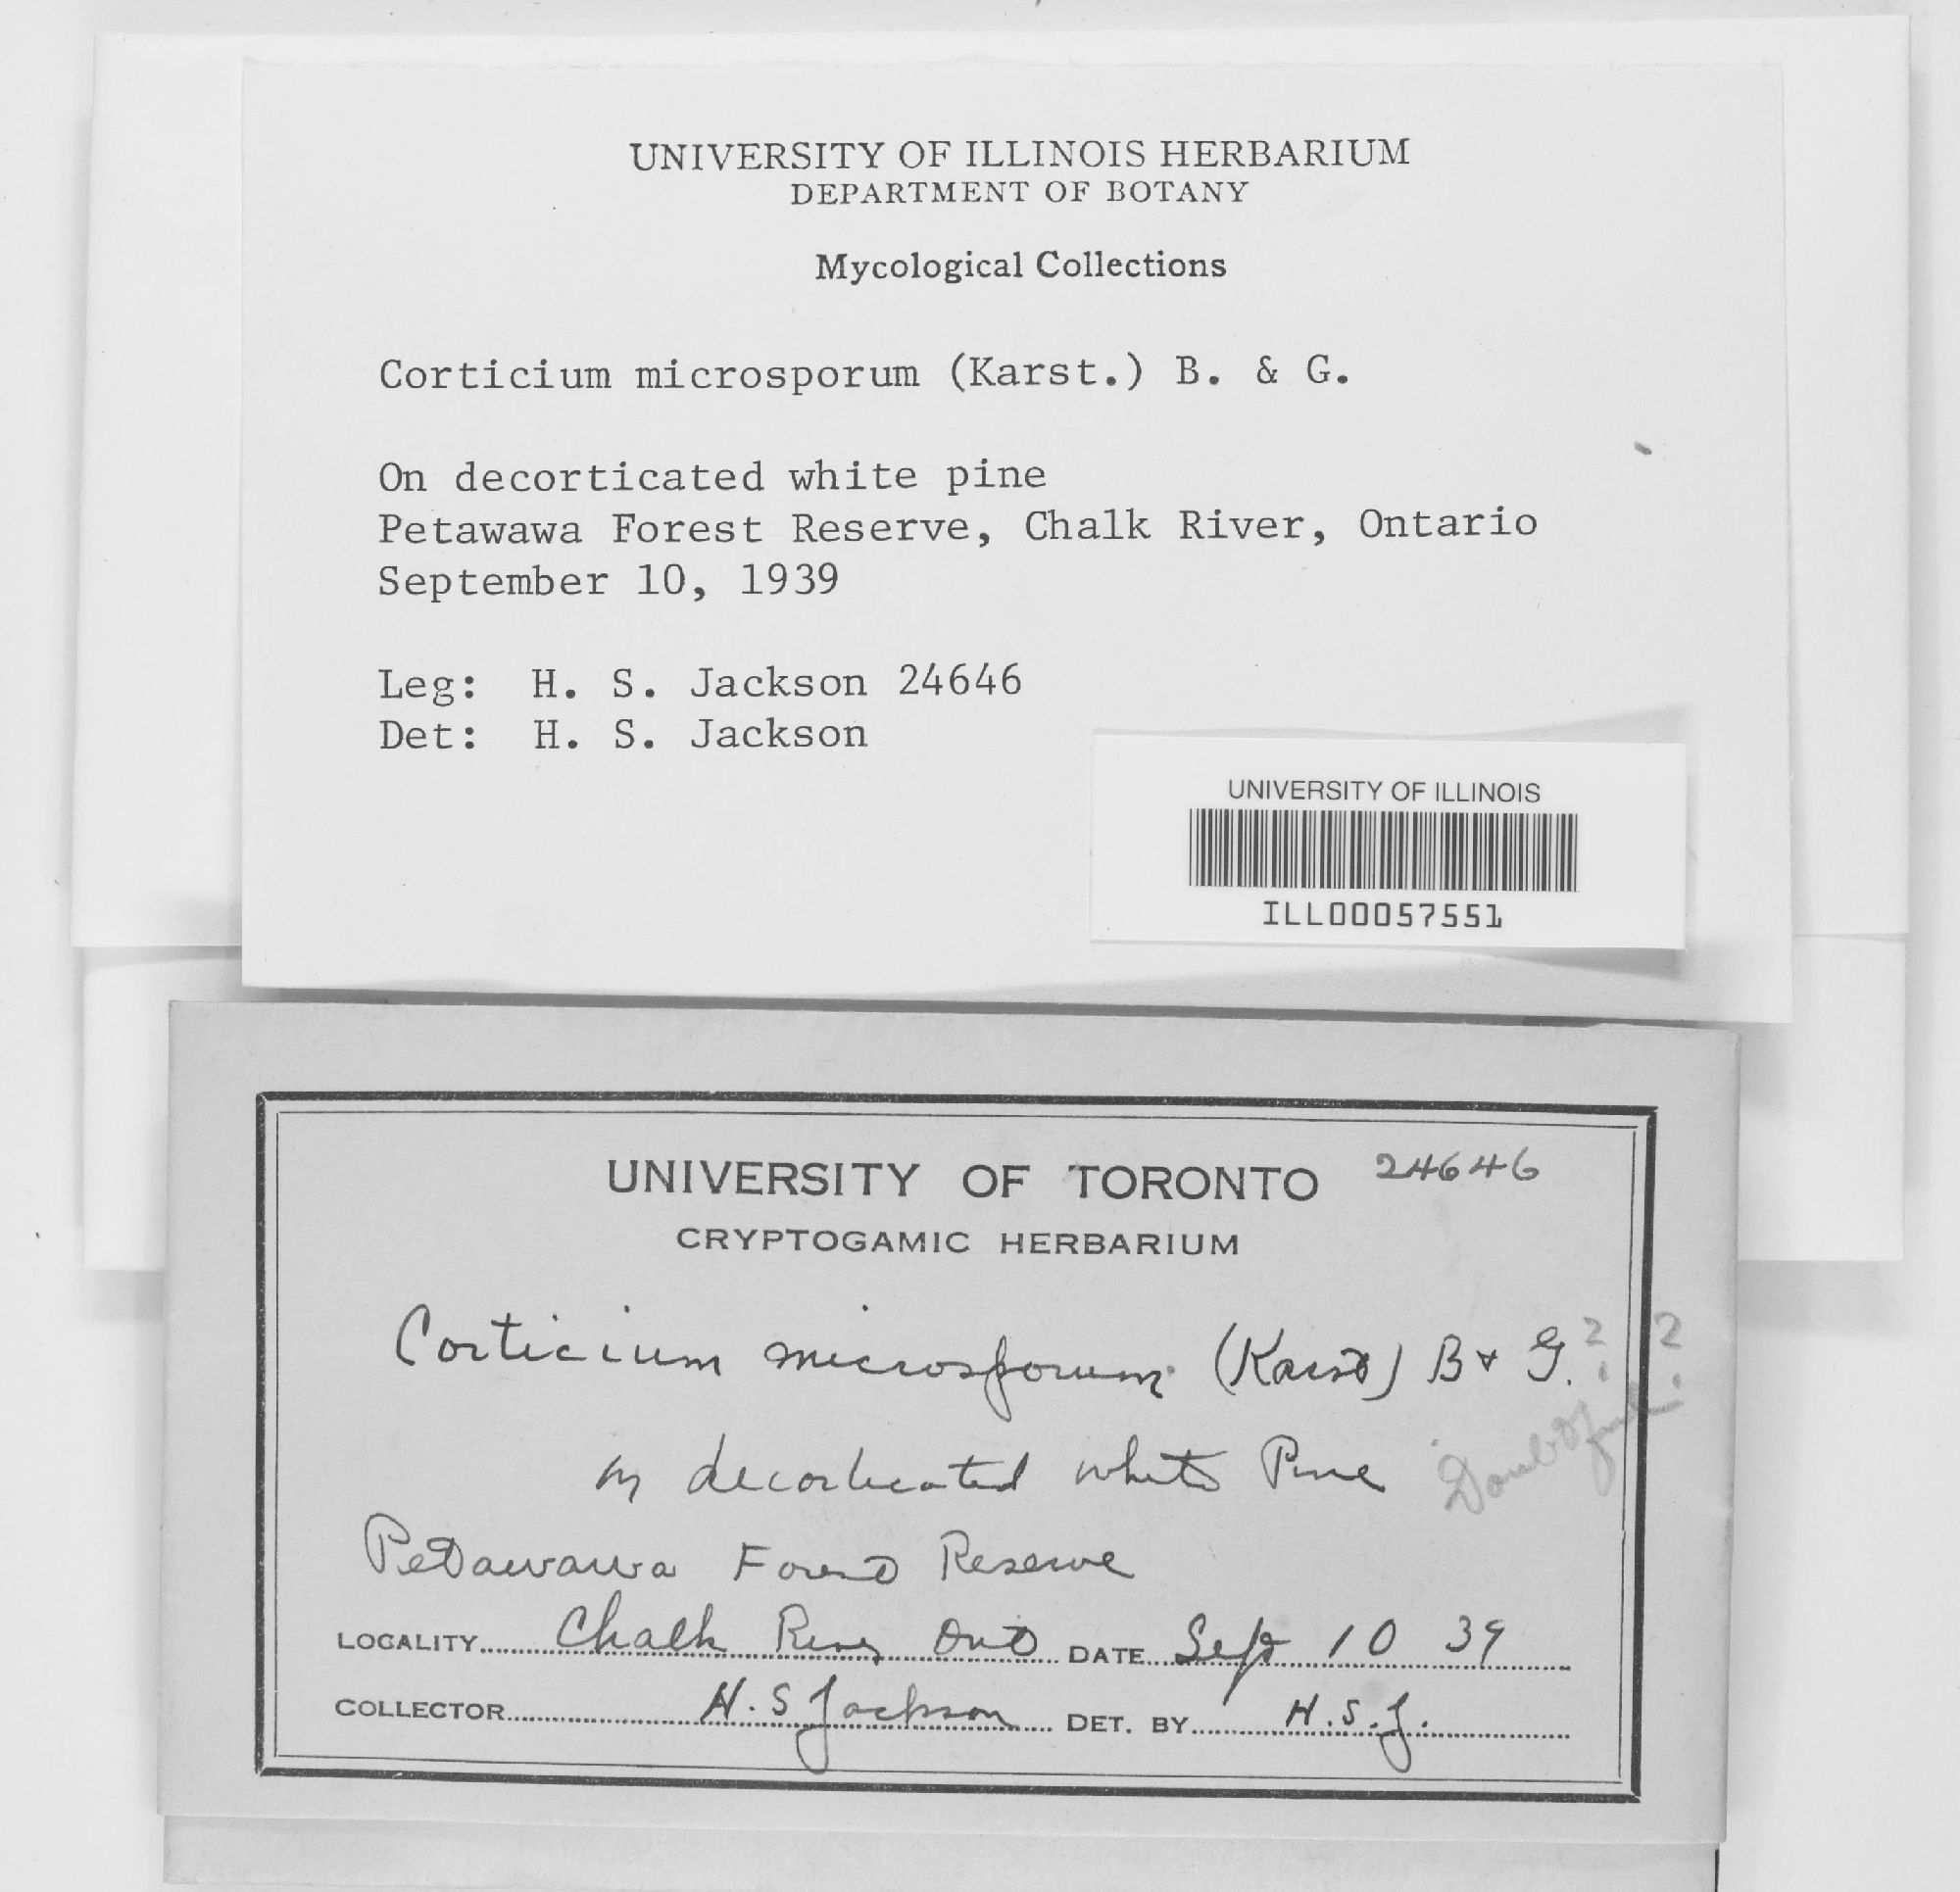 UNIVERSITY OF ILLINOIS HERBARIUM
DEPARTMENT OF BOTANY
Mycological Collections
Corticium microsporum (Karst.) B. & G.
On decorticated white pine
Petawawa Forest Reserve, Chalk River, Ontario
September 10, 1939
Leg: H. S. Jackson 24646
Det: H. S. Jackson
UNIVERSITY OF ILLINOIS
ILL00057551
UNIVERSITY OF TORONTO 24646
CRYPTOGAMIC HERBARIUM
Corticium microsporum (Karst) B & G. ? ?
Doubtful
on decorticated white Pine
Petawawa Forest Reserve
LOCALITY Chalk River Ont DATE Sept 10 39
COLLECTOR H. S Jackson DET. BY H. S. J.